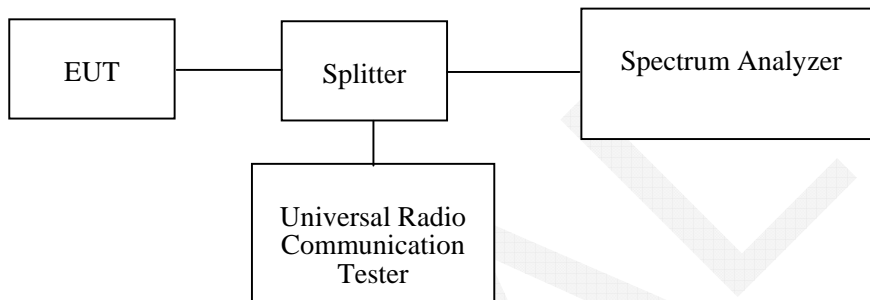 EUT
Splitter
Spectrum Analyzer
Universal Radio
Communication
Tester